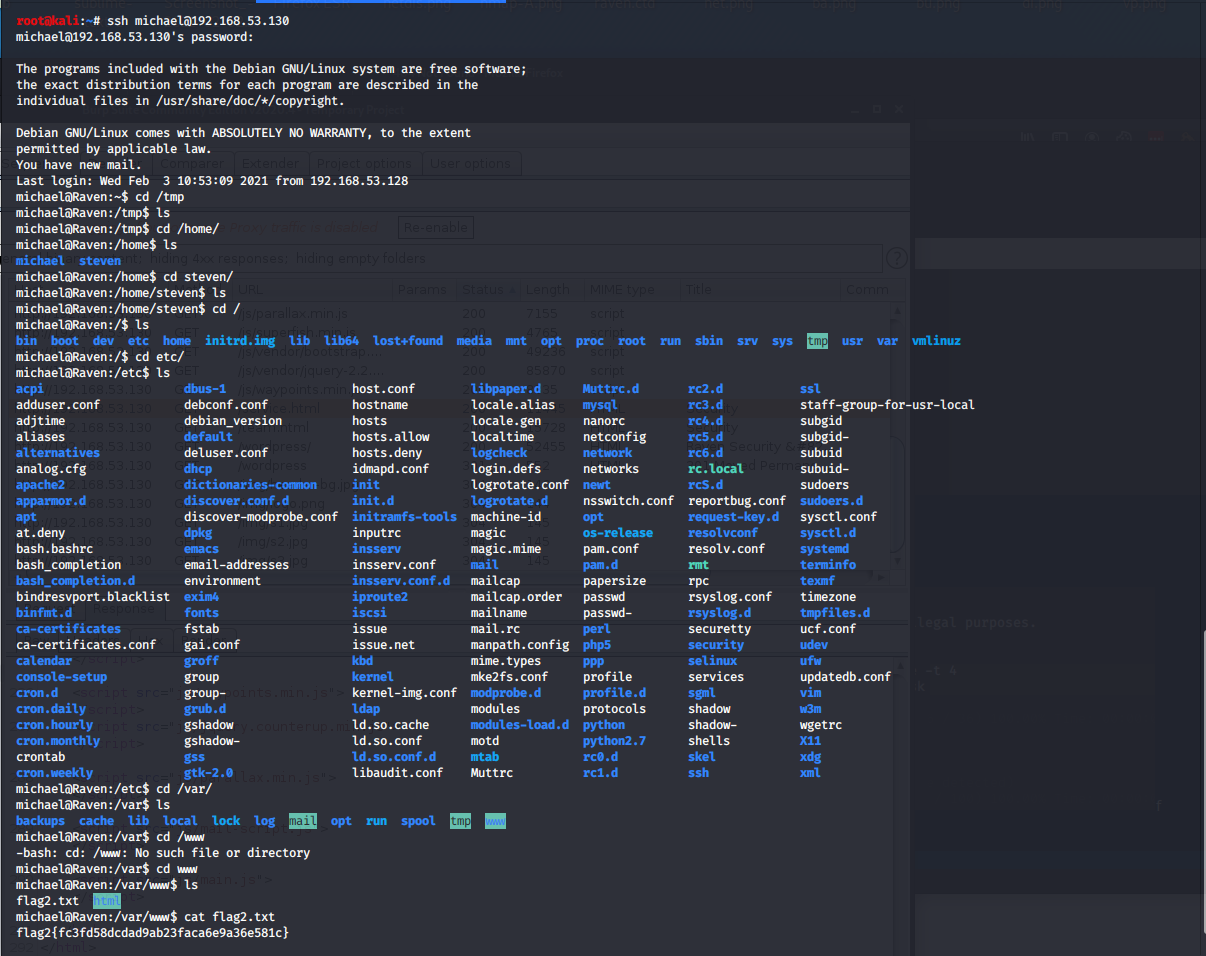 root@kali:~# ssh michael@192.168.53.130
michael@192.168.53.130's password:
The programs included with the Debian GNU/Linux system are free software;
the exact distribution terms for each program are described in the
individual files in /usr/share/doc/*/copyright.
Debian GNU/Linux comes with ABSOLUTELY NO WARRANTY, to the extent
permitted by applicable law.
You have new mail.
Last login: Wed Feb  3 10:53:09 2021 from 192.168.53.128
michael@Raven:~$ cd /tmp
michael@Raven:/tmp$ ls
michael@Raven:/tmp$ cd /home/
michael@Raven:/home$ ls
michael  steven
michael@Raven:/home$ cd steven/
michael@Raven:/home/steven$ ls
michael@Raven:/home/steven$ cd /
michael@Raven:/$ ls
bin  boot  dev  etc  home  initrd.img  lib  lib64  lost+found  media  mnt  opt  proc  root  run  sbin  srv  sys  tmp  usr  var  vmlinuz
michael@Raven:/$ cd etc/
michael@Raven:/etc$ ls
acpi dbus-1 host.conf libpaper.d Muttrc.d rc2.d ssl
adduser.conf debconf.conf hostname locale.alias mysql rc3.d staff-group-for-usr-local
adjtime debian_version hosts locale.gen nanorc rc4.d subgid
aliases default hosts.allow localtime netconfig rc5.d subgid-
alternatives deluser.conf hosts.deny logcheck network rc6.d subuid
analog.cfg dhcp idmapd.conf login.defs networks rc.local subuid-
apache2 dictionaries-common init logrotate.conf newt rcS.d sudoers
apparmor.d discover.conf.d init.d logrotate.d nsswitch.conf reportbug.conf sudoers.d
apt discover-modprobe.conf initramfs-tools machine-id opt request-key.d sysctl.conf
at.deny dpkg inputrc magic os-release resolvconf sysctl.d
bash.bashrc emacs insserv magic.mime pam.conf resolv.conf systemd
bash_completion email-addresses insserv.conf mail pam.d rmt terminfo
bash_completion.d environment insserv.conf.d mailcap papersize rpc texmf
bindresvport.blacklist exim4 iproute2 mailcap.order passwd rsyslog.conf timezone
binfmt.d fonts iscsi mailname passwd- rsyslog.d tmpfiles.d
ca-certificates fstab issue mail.rc perl securetty ucf.conf
ca-certificates.conf gai.conf issue.net manpath.config php5 security udev
calendar groff kbd mime.types ppp selinux ufw
console-setup group kernel mke2fs.conf profile services updatedb.conf
cron.d group- kernel-img.conf modprobe.d profile.d sgml vim
cron.daily grub.d ldap modules protocols shadow w3m
cron.hourly gshadow ld.so.cache modules-load.d python shadow- wgetrc
cron.monthly gshadow- ld.so.conf motd python2.7 shells X11
crontab gss ld.so.conf.d mtab rc0.d skel xdg
cron.weekly gtk-2.0 libaudit.conf Muttrc rc1.d ssh xml
michael@Raven:/etc$ cd /var/
michael@Raven:/var$ ls
backups  cache  lib  local  lock  log  mail  opt  run  spool  tmp  www
michael@Raven:/var$ cd /www
-bash: cd: /www: No such file or directory
michael@Raven:/var$ cd www
michael@Raven:/var/www$ ls
flag2.txt  html
michael@Raven:/var/www$ cat flag2.txt
flag2{fc3fd58dcdad9ab23faca6e9a36e581c}